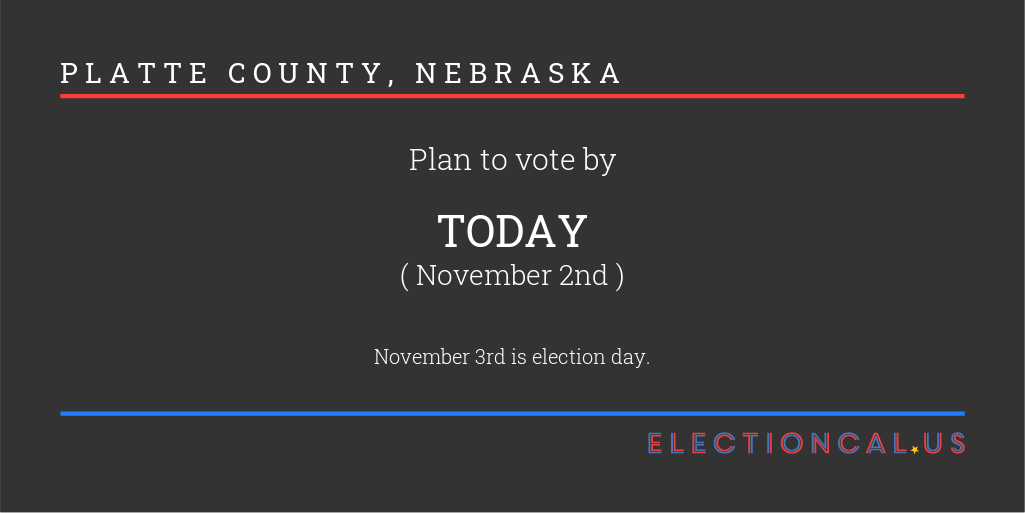 PLATTE COUNTY, NEBRASKA
Plan to vote by
TODAY
( November 2nd )
November 3rd is election day.
ELECTIONCAL.US